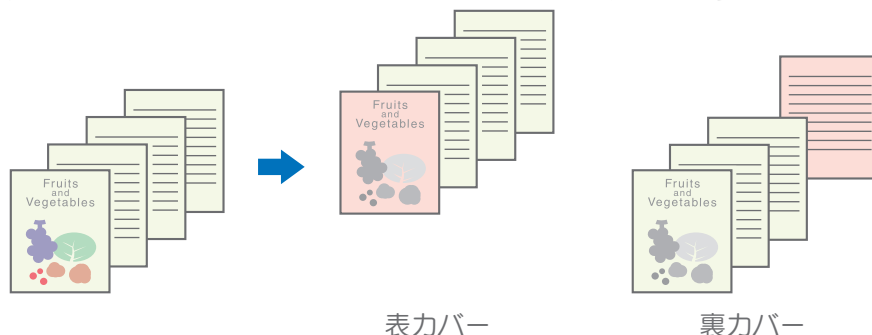 Fruits
and
Vegetables
Fruits
and
Vegetables
表カバー
Fruits
and
Vegetables
裏カバー